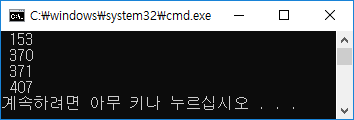 C:₩windows₩system32₩cmd.exe
153
370
371
407
계속하려면 아무 키나 누르십시오 . . .